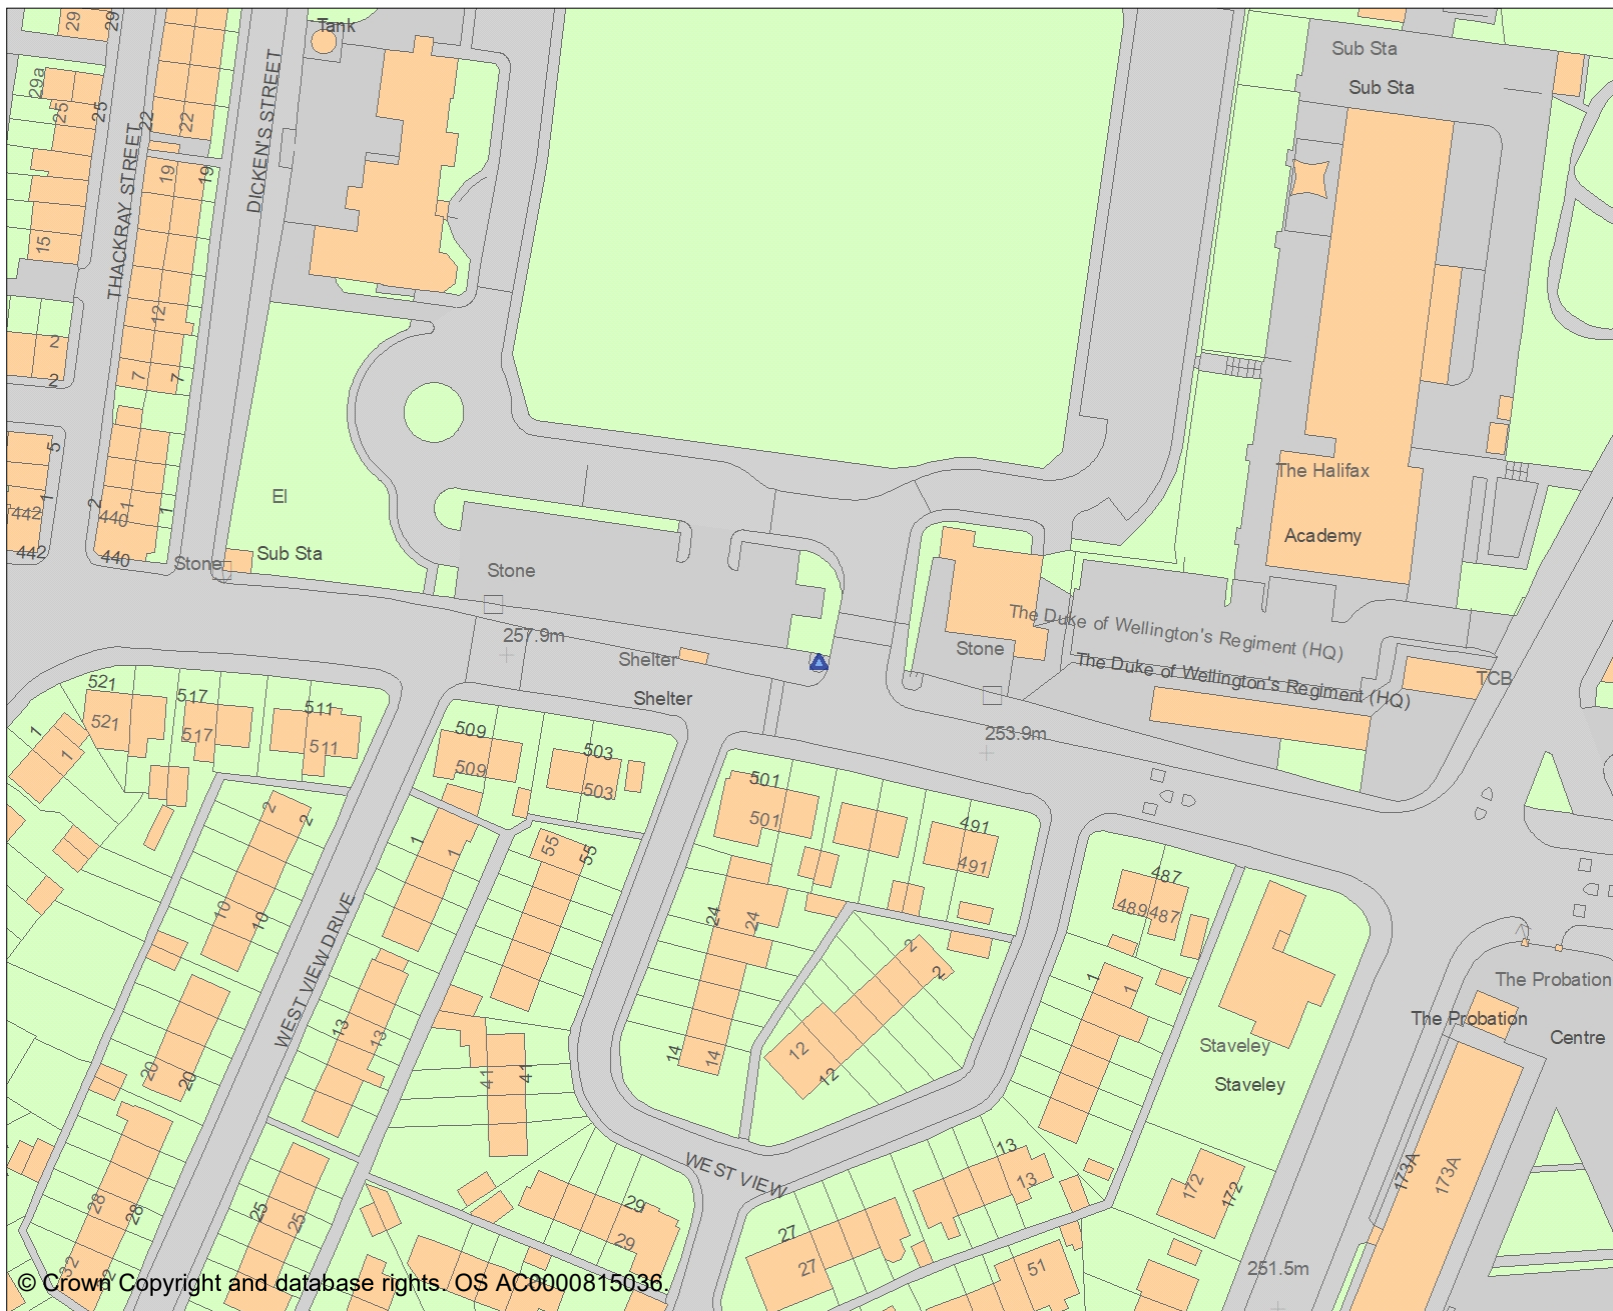 Tank
29
29
Sub Sta
Sub Sta
29a
25
25
22
22
THACKRAY STREET
DICKEN'S STREET
19
19
15
12
2
2
7
7
5
1
442
442
2
1
440
440
1
El
Sub Sta
Stone
Stone
257.9m
Shelter
Shelter
The Halifax
Academy
The Duke of Wellington's Regiment (HQ)
The Duke of Wellington's Regiment (HQ)
Stone
TCB
253.9m
521
521
517
517
511
511
1
1
509
509
503
503
501
501
491
491
487
489
487
2
2
1
1
55
55
10
10
24
24
2
2
1
1
WEST VIEW DRIVE
13
13
20
20
41
41
14
14
12
12
The Probation
The Probation
Centre
Staveley
Staveley
WEST VIEW
13
13
172
172
173A
173A
28
28
25
25
29
29
27
27
51
32
251.5m
© Crown Copyright and database rights. OS AC0000815036.